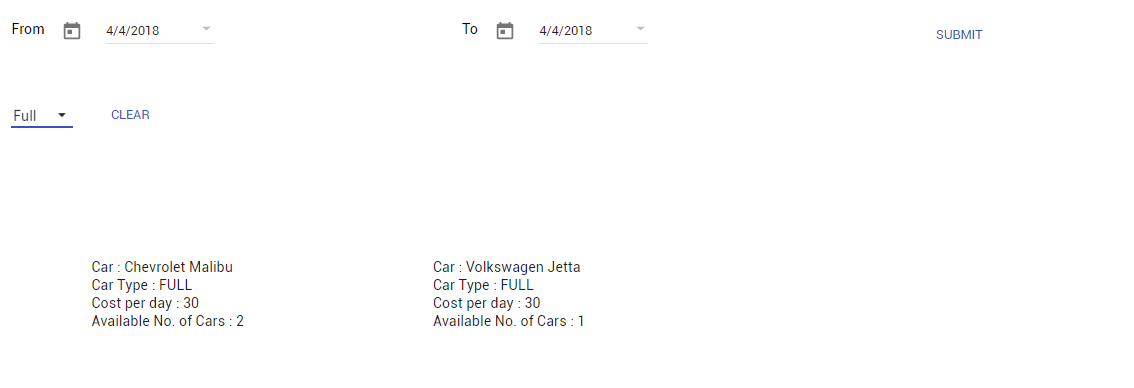 From 4/4/2018 To 4/4/2018 SUBMIT
Full CLEAR
Car : Chevrolet Malibu
Car Type : FULL
Cost per day : 30
Available No. of Cars : 2
Car : Volkswagen Jetta
Car Type : FULL
Cost per day : 30
Available No. of Cars : 1